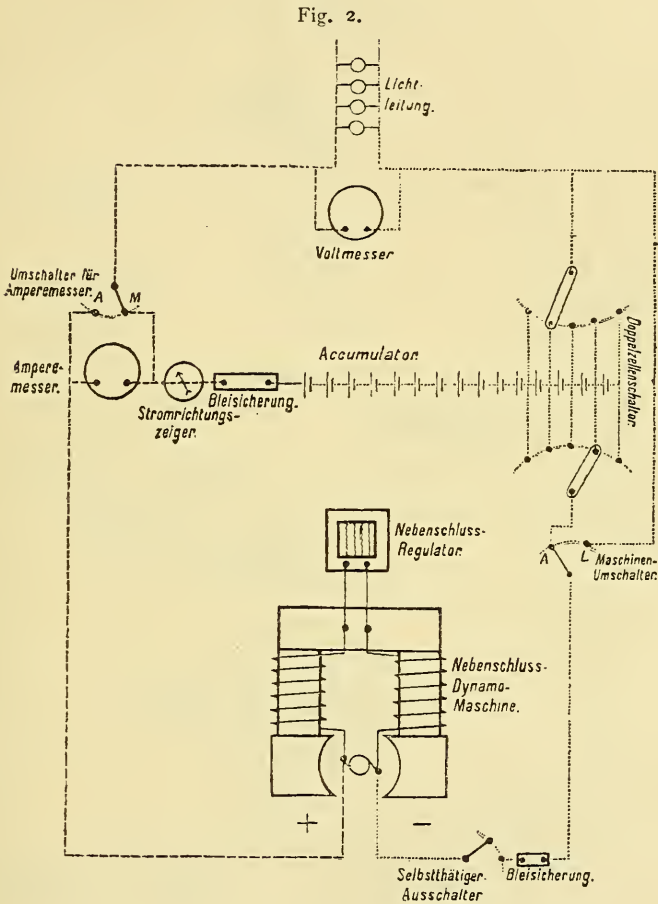 Fig. 2.
Licht-
leitung.
Voltmesser
Umschalter für
Amperemesser.
A
M
Ampere-
messer.
Stromrichtungs-
zeiger.
Bleisicherung.
Accumulator.
Doppelzellenschalter.
Nebenschluss-
Regulator.
A
L
Maschinen-
Umschalter.
Nebenschluss-
Dynamo-
Maschine.
+
−
Selbstthätiger-
Ausschalter
Bleisicherung.